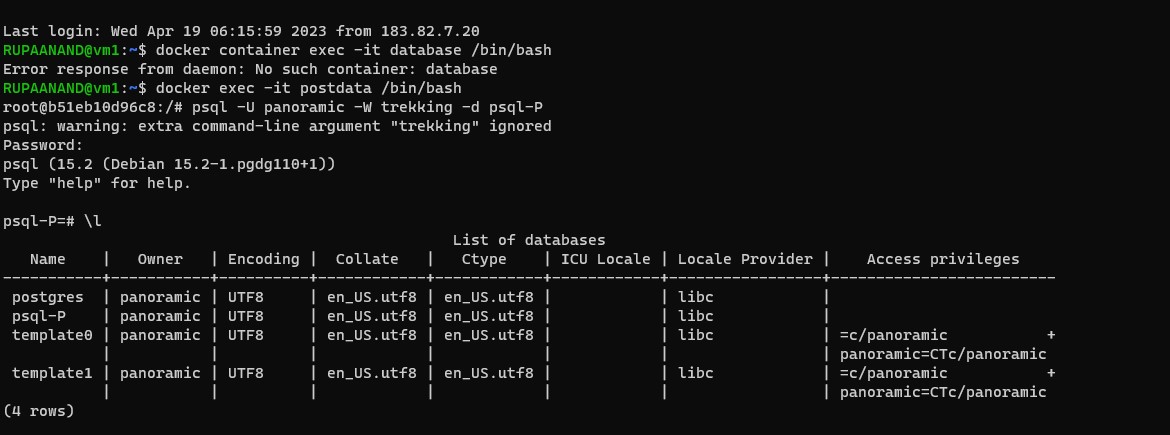 Last login: Wed Apr 19 06:15:59 2023 from 183.82.7.20
RUPAANAND@vm1:~$ docker container exec -it database /bin/bash
Error response from daemon: No such container: database
RUPAANAND@vm1:~$ docker exec -it postdata /bin/bash
root@b51eb10d96c8:/# psql -U panoramic -W trekking -d psql-P
psql: warning: extra command-line argument "trekking" ignored
Password:
psql (15.2 (Debian 15.2-1.pgdg110+1))
Type "help" for help.

psql-P=# \l
                                                  List of databases
   Name    |   Owner   | Encoding |  Collate   |   Ctype    | ICU Locale | Locale Provider |    Access privileges
-----------+-----------+----------+------------+------------+------------+-----------------+-------------------------
 postgres  | panoramic | UTF8     | en_US.utf8 | en_US.utf8 |            | libc            |
 psql-P    | panoramic | UTF8     | en_US.utf8 | en_US.utf8 |            | libc            |
 template0 | panoramic | UTF8     | en_US.utf8 | en_US.utf8 |            | libc            | =c/panoramic           +
           |           |          |            |            |            |                 | panoramic=CTc/panoramic
 template1 | panoramic | UTF8     | en_US.utf8 | en_US.utf8 |            | libc            | =c/panoramic           +
           |           |          |            |            |            |                 | panoramic=CTc/panoramic
(4 rows)